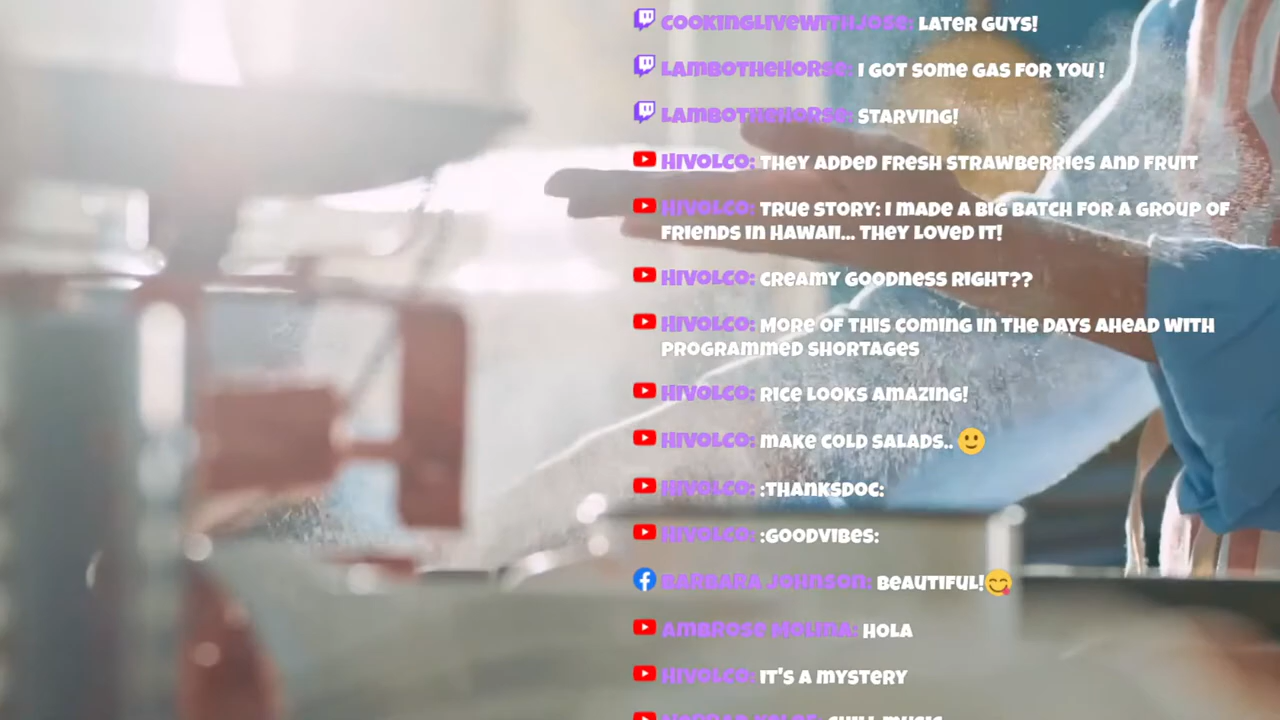 COOKINGLIVEWITHJOSE: LATER GUYS!
LAMBOTHEHORSE: I GOT SOME GAS FOR YOU !
LAMBOTHEHORSE: STARVING!
HIVOLCO: THEY ADDED FRESH STRAWBERRIES AND FRUIT
HIVOLCO: TRUE STORY: I MADE A BIG BATCH FOR A GROUP OF
FRIENDS IN HAWAII... THEY LOVED IT!
HIVOLCO: CREAMY GOODNESS RIGHT??
HIVOLCO: MORE OF THIS COMING IN THE DAYS AHEAD WITH
PROGRAMMED SHORTAGES
HIVOLCO: RICE LOOKS AMAZING!
HIVOLCO: MAKE COLD SALADS.. 🙂
HIVOLCO: :THANKSDOC:
HIVOLCO: :GOODVIBES:
BARBARA JOHNSON: BEAUTIFUL!😋
AMBROSE MOLINA: HOLA
HIVOLCO: IT'S A MYSTERY
CHILL MUSIC